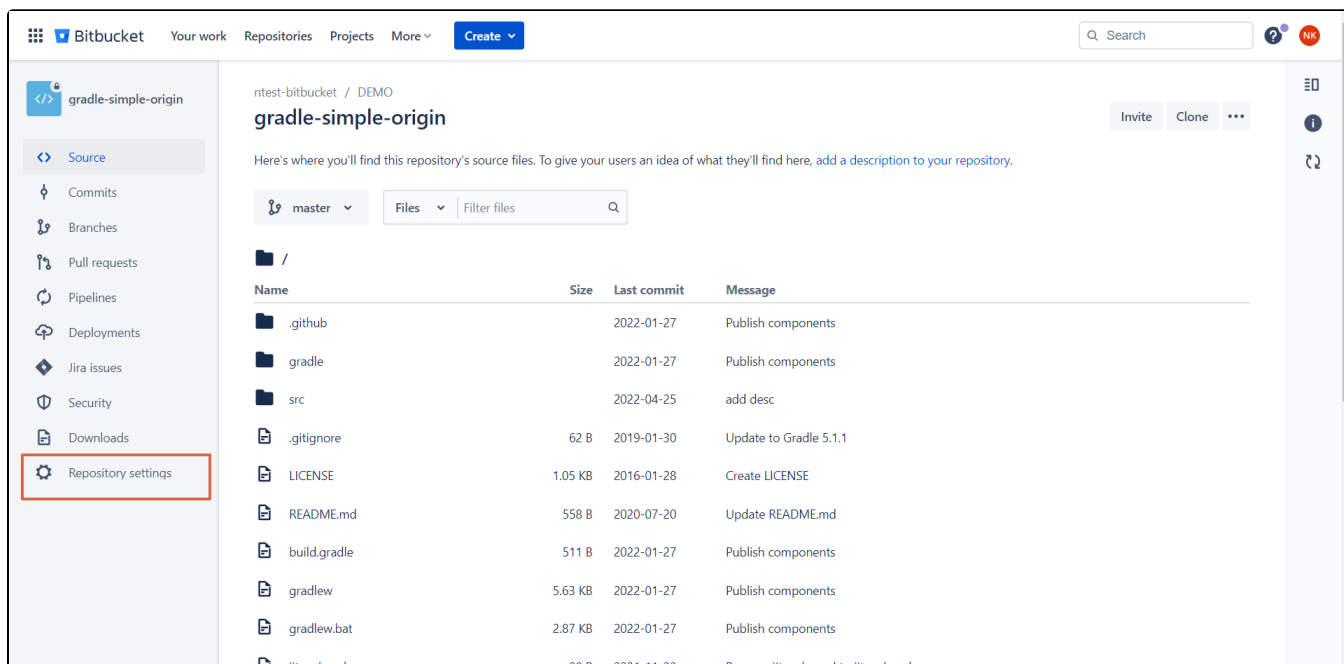 Bitbucket Your work Repositories Projects More Create Search ? NK
</> gradle-simple-origin
Source
Commits
Branches
Pull requests
Pipelines
Deployments
Jira issues
Security
Downloads
Repository settings
ntest-bitbucket / DEMO
gradle-simple-origin
Invite Clone
Here's where you'll find this repository's source files. To give your users an idea of what they'll find here, add a description to your repository.
master Files Filter files
/
Name Size Last commit Message
.github 2022-01-27 Publish components
gradle 2022-01-27 Publish components
src 2022-04-25 add desc
.gitignore 62 B 2019-01-30 Update to Gradle 5.1.1
LICENSE 1.05 KB 2016-01-28 Create LICENSE
README.md 558 B 2020-07-20 Update README.md
build.gradle 511 B 2022-01-27 Publish components
gradlew 5.63 KB 2022-01-27 Publish components
gradlew.bat 2.87 KB 2022-01-27 Publish components